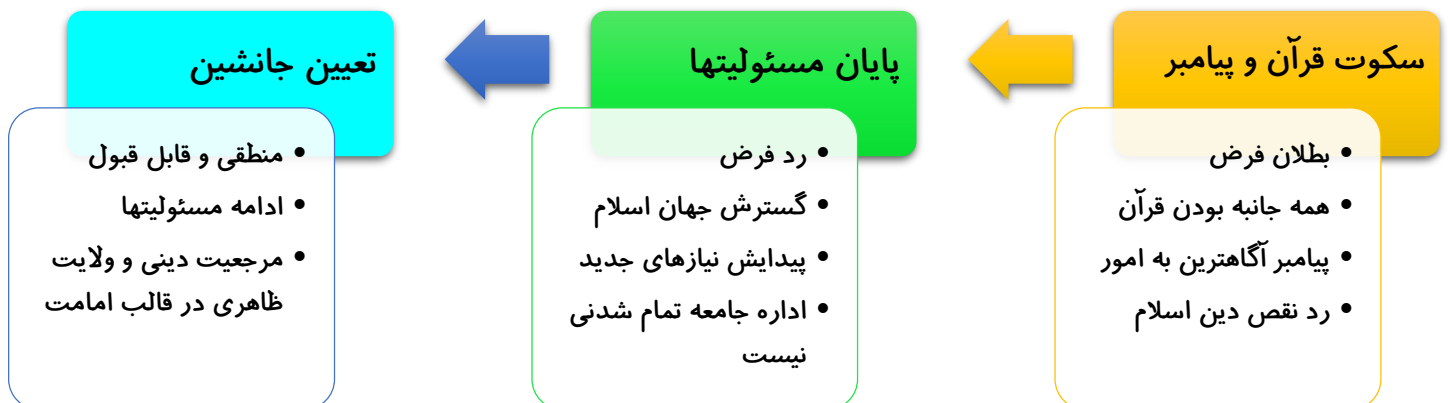 سکوت قرآن و پیامبر
• بطلان فرض
• همه جانبه بودن قرآن
• پیامبر آگاهترین به امور
• رد نقص دین اسلام
پایان مسئولیتها
• رد فرض
• گسترش جهان اسلام
• پیدایش نیازهای جدید
• اداره جامعه تمام شدنی
نیست
تعیین جانشین
• منطقی و قابل قبول
• ادامه مسئولیتها
• مرجعیت دینی و ولایت
ظاهری در قالب امامت